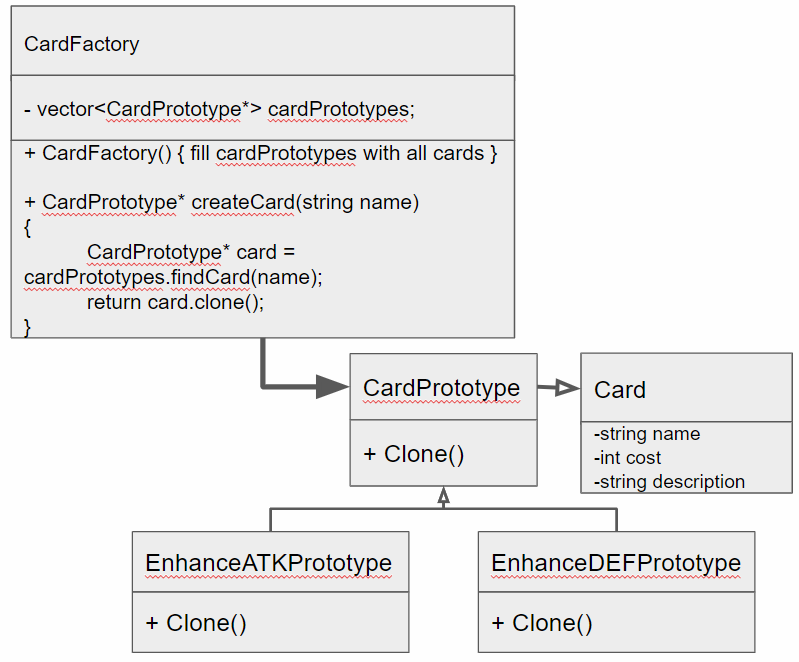 CardFactory
- vector<CardPrototype*> cardPrototypes;
+ CardFactory() { fill cardPrototypes with all cards }
+ CardPrototype* createCard(string name)
{
CardPrototype* card =
cardPrototypes.findCard(name);
return card.clone();
}
CardPrototype
+ Clone()
Card
-string name
-int cost
-string description
EnhanceATKPrototype
+ Clone()
EnhanceDEFPrototype
+ Clone()